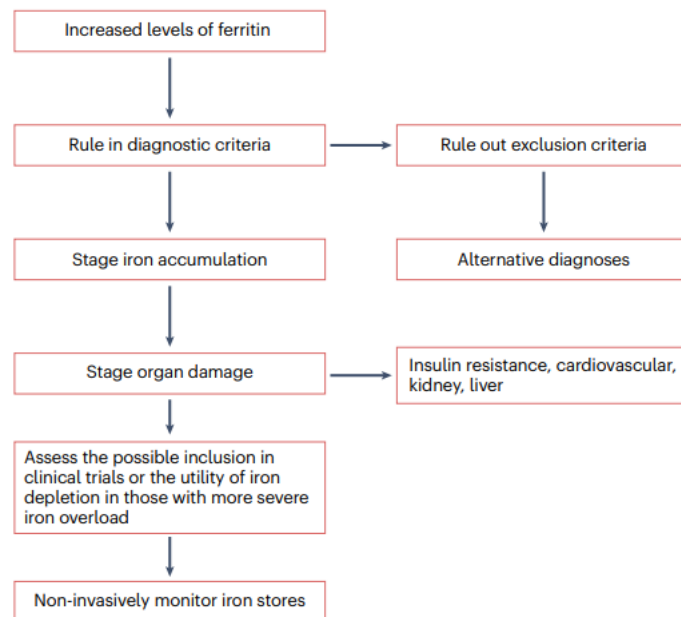 Increased levels of ferritin
Rule in diagnostic criteria
Rule out exclusion criteria
Stage iron accumulation
Alternative diagnoses
Stage organ damage
Insulin resistance, cardiovascular,
kidney, liver
Assess the possible inclusion in
clinical trials or the utility of iron
depletion in those with more severe
iron overload
Non-invasively monitor iron stores